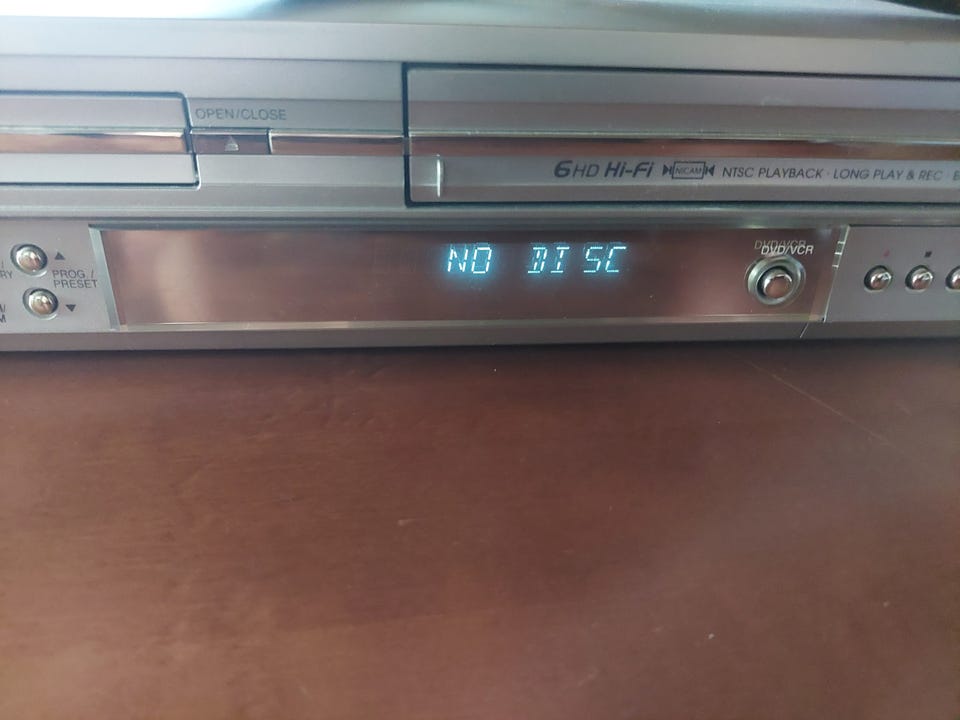 OPEN/CLOSE
6HD Hi-Fi NICAM NTSC PLAYBACK · LONG PLAY & REC ·
NO DISC
DVD/VCR
PROG./
PRESET